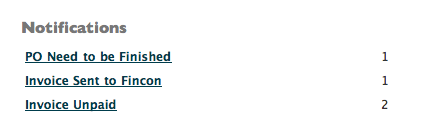 Notifications
PO Need to be Finished 1
Invoice Sent to Fincon 1
Invoice Unpaid 2